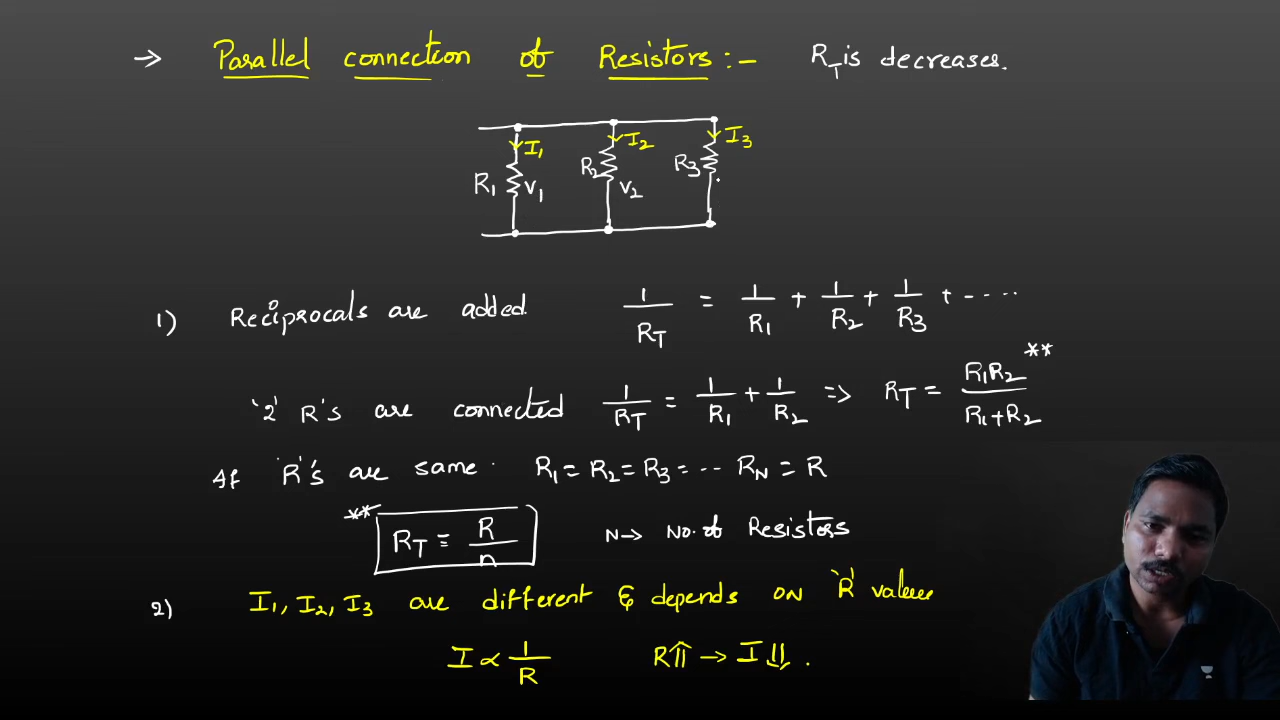 → Parallel connection of Resistors :- R_T is decreases.
I₁ I₂ I₃
R₁ V₁ R₂ V₂ R₃
1) Reciprocals are added 1/R_T = 1/R₁ + 1/R₂ + 1/R₃ + ....
'2' R's are connected 1/R_T = 1/R₁ + 1/R₂ => R_T = R₁R₂/R₁+R₂ **
If 'R's are same. R₁ = R₂ = R₃ = ... R_N = R
** R_T = R/n N → No. of Resistors
2) I₁, I₂, I₃ are different & depends on 'R' values
I ∝ 1/R R⇑ → I⇓.